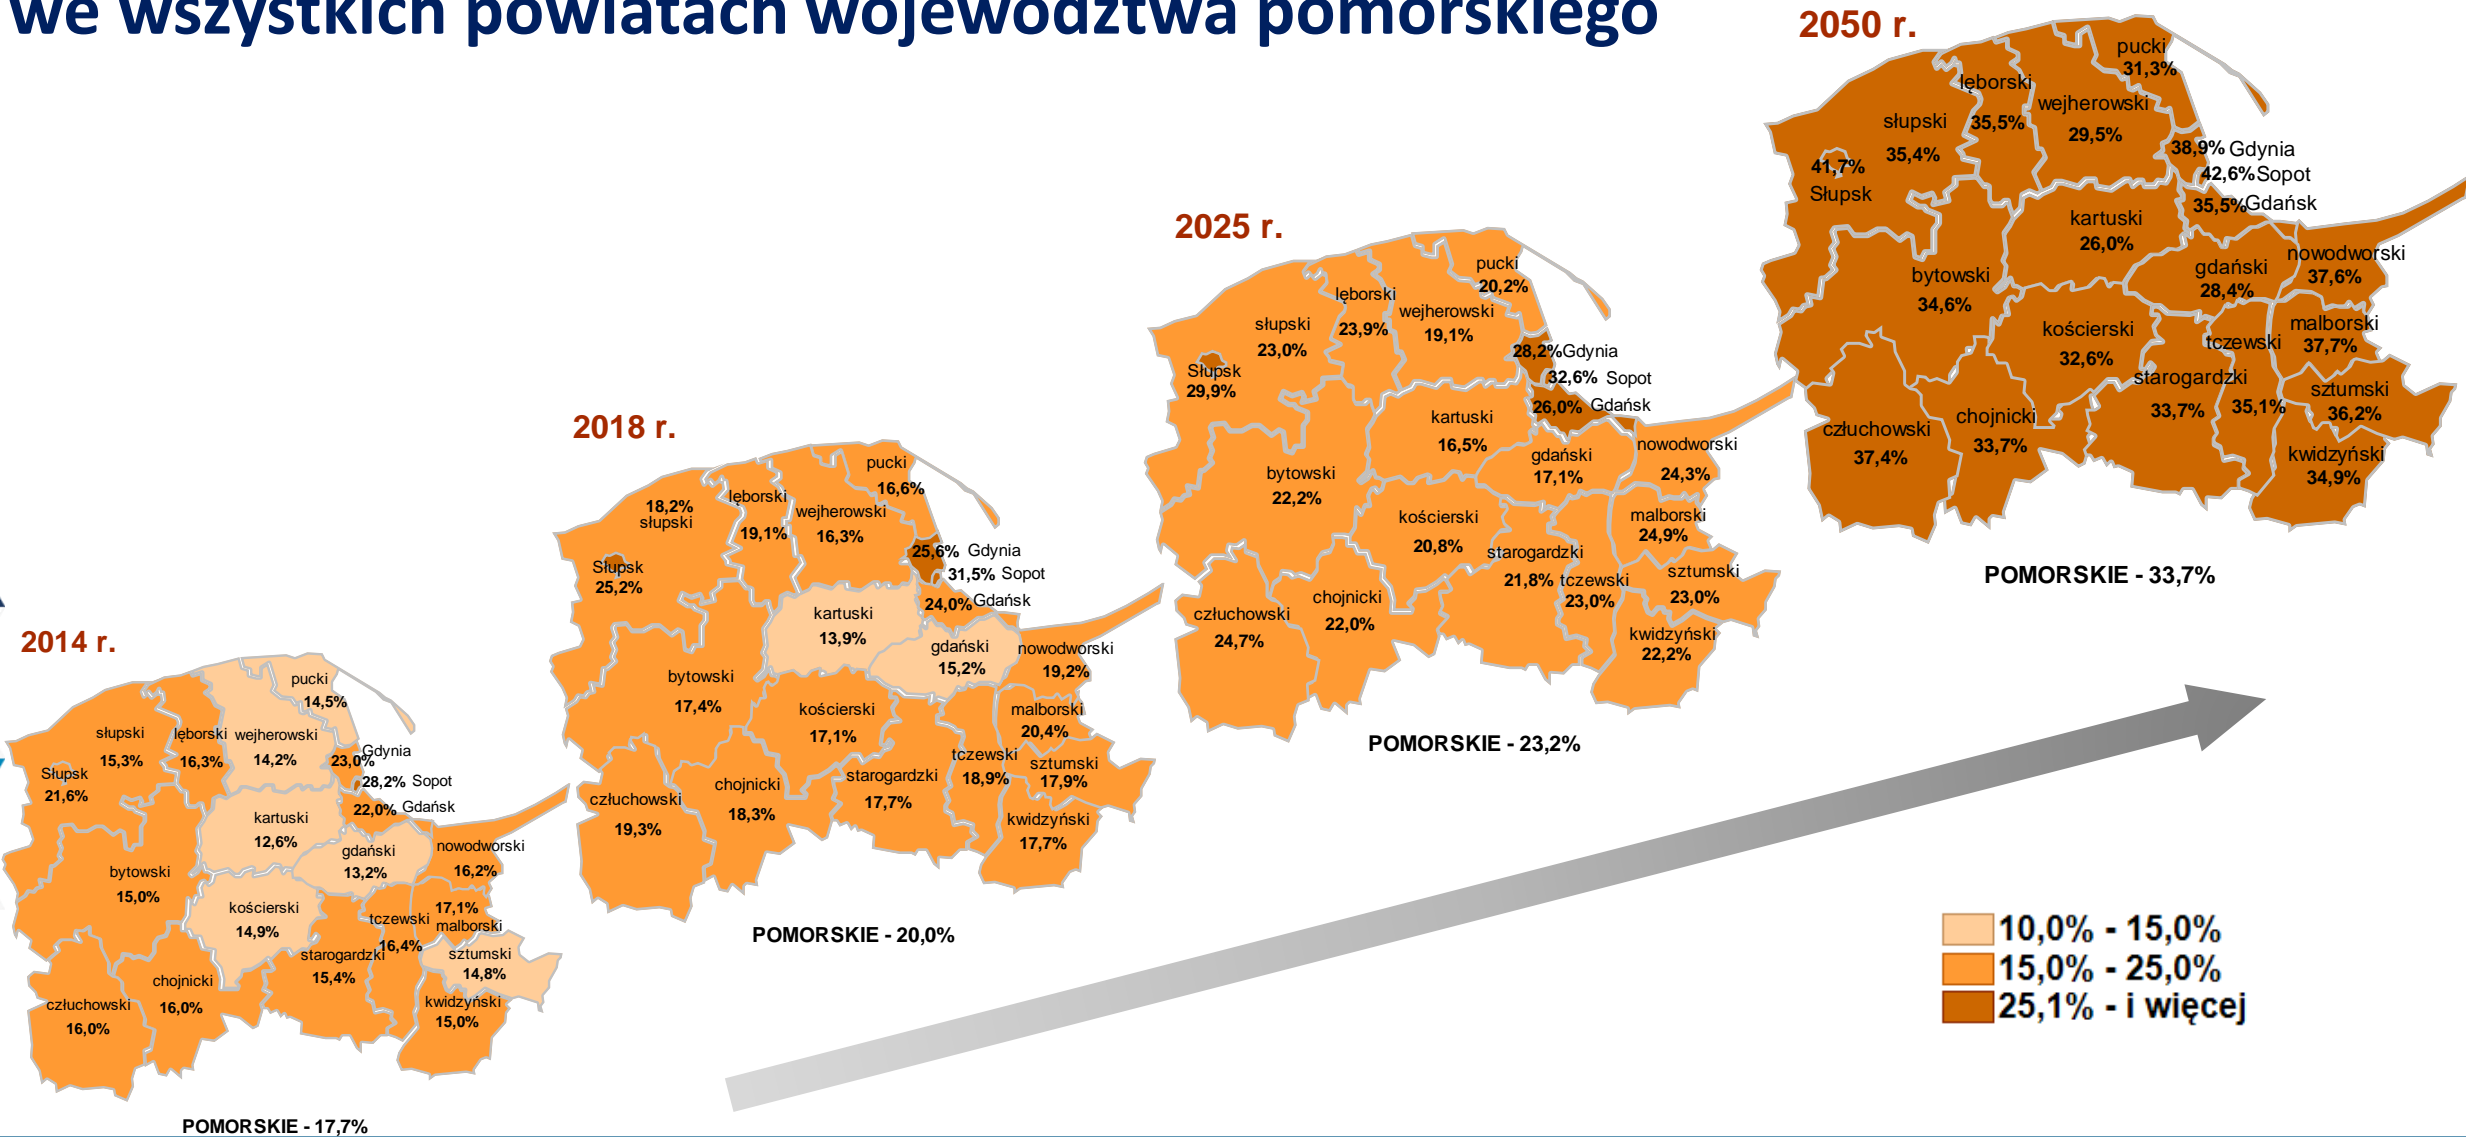 we wszystkich powiatach województwa pomorskiego
2014 r.
pucki
14,5%
słupski
15,3%
lęborski
16,3%
wejherowski
14,2%
Gdynia
23,0%
28,2% Sopot
22,0% Gdańsk
Słupsk
21,6%
kartuski
12,6%
gdański
13,2%
nowodworski
16,2%
bytowski
15,0%
kościerski
14,9%
tczewski
16,4%
17,1%
malborski
sztumski
14,8%
starogardzki
15,4%
chojnicki
16,0%
człuchowski
16,0%
kwidzyński
15,0%
POMORSKIE - 17,7%
2018 r.
pucki
16,6%
18,2%
słupski
lęborski
19,1%
wejherowski
16,3%
25,6% Gdynia
31,5% Sopot
24,0% Gdańsk
Słupsk
25,2%
kartuski
13,9%
gdański
15,2%
nowodworski
19,2%
bytowski
17,4%
kościerski
17,1%
malborski
20,4%
tczewski
18,9%
sztumski
17,9%
starogardzki
17,7%
chojnicki
18,3%
człuchowski
19,3%
kwidzyński
17,7%
POMORSKIE - 20,0%
2025 r.
pucki
20,2%
lęborski
23,9%
wejherowski
19,1%
słupski
23,0%
28,2% Gdynia
32,6% Sopot
26,0% Gdańsk
Słupsk
29,9%
kartuski
16,5%
gdański
17,1%
nowodworski
24,3%
bytowski
22,2%
kościerski
20,8%
malborski
24,9%
starogardzki
21,8%
tczewski
23,0%
sztumski
23,0%
chojnicki
22,0%
człuchowski
24,7%
kwidzyński
22,2%
POMORSKIE - 23,2%
2050 r.
pucki
31,3%
lęborski
35,5%
wejherowski
29,5%
słupski
35,4%
38,9% Gdynia
42,6% Sopot
35,5% Gdańsk
41,7%
Słupsk
kartuski
26,0%
gdański
28,4%
nowodworski
37,6%
bytowski
34,6%
kościerski
32,6%
malborski
37,7%
tczewski
35,1%
starogardzki
33,7%
sztumski
36,2%
chojnicki
33,7%
człuchowski
37,4%
kwidzyński
34,9%
POMORSKIE - 33,7%
10,0% - 15,0%
15,0% - 25,0%
25,1% - i więcej